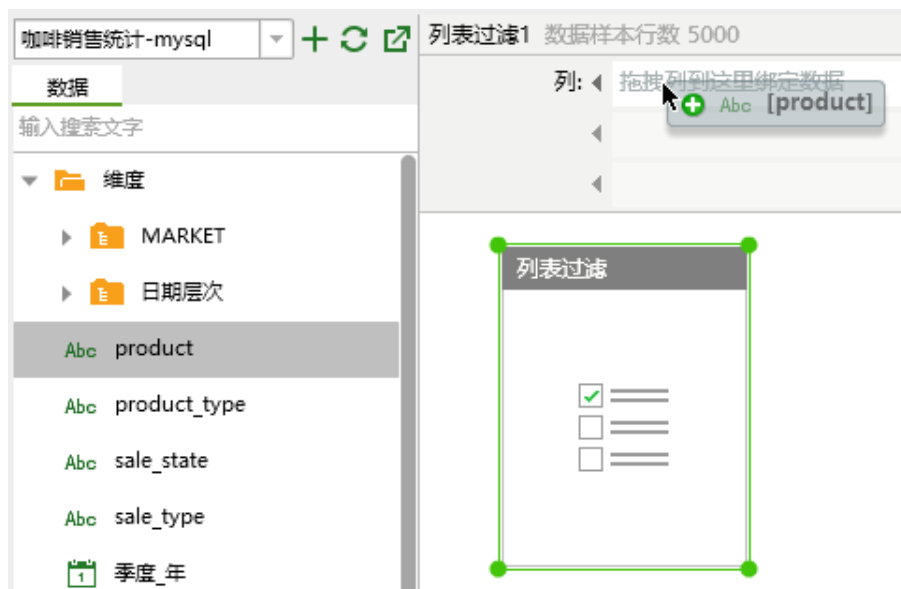 咖啡销售统计-mysql
列表过滤1 数据样本行数 5000
数据
列:
拖拽列到这里绑定数据
Abc [product]
输入搜索文字
维度
MARKET
日期层次
Abc product
Abc product_type
Abc sale_state
Abc sale_type
1 季度_年
列表过滤